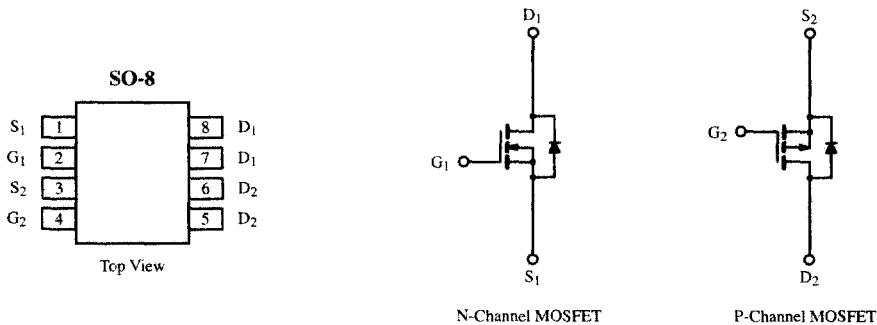 SO-8
S1 1 8 D1
G1 2 7 D1
S2 3 6 D2
G2 4 5 D2
Top View
D1
G1
S1
N-Channel MOSFET
S2
G2
D2
P-Channel MOSFET